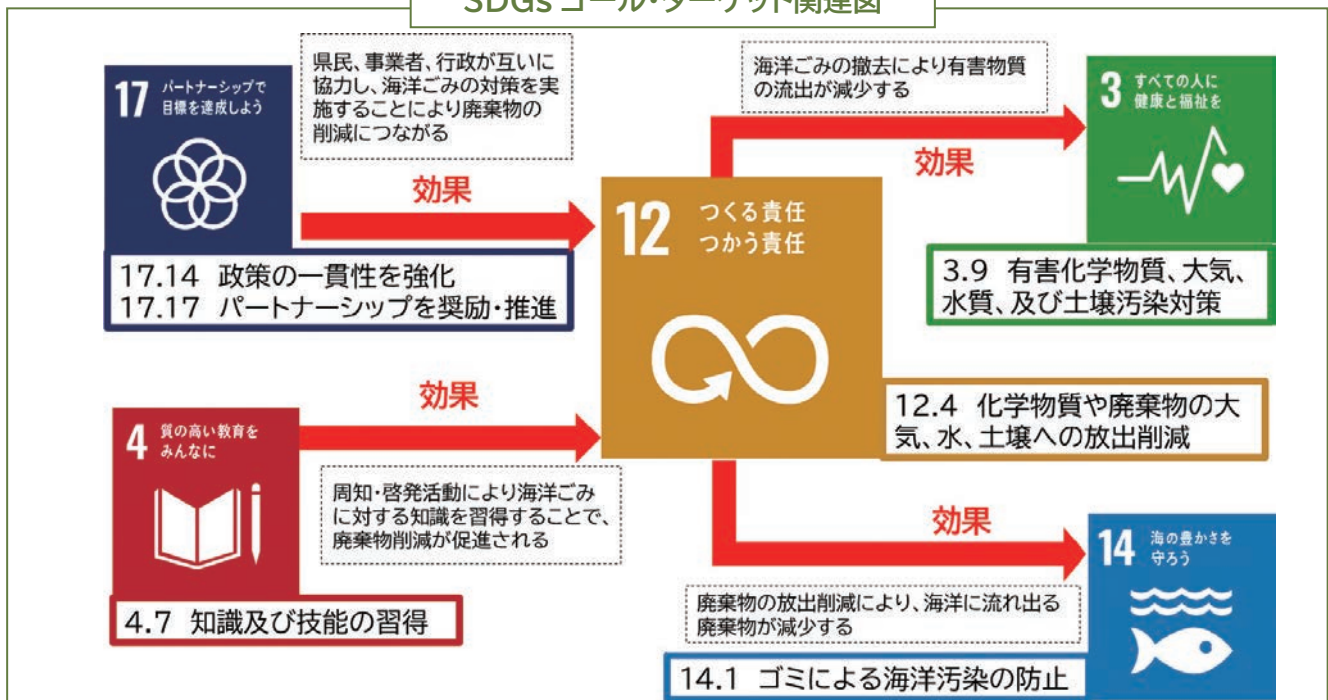 SDGs ゴール・ターゲット関連図
17 パートナーシップで
目標を達成しよう
県民、事業者、行政が互いに
協力し、海洋ごみの対策を実
施することにより廃棄物の
削減につながる
効果
17.14 政策の一貫性を強化
17.17 パートナーシップを奨励・推進
4 質の高い教育を
みんなに
効果
周知・啓発活動により海洋ごみ
に対する知識を習得することで、
廃棄物削減が促進される
4.7 知識及び技能の習得
12 つくる責任
つかう責任
12.4 化学物質や廃棄物の大
気、水、土壌への放出削減
海洋ごみの撤去により有害物質
の流出が減少する
効果
3 すべての人に
健康と福祉を
3.9 有害化学物質、大気、
水質、及び土壌汚染対策
効果
廃棄物の放出削減により、海洋に流れ出る
廃棄物が減少する
14 海の豊かさを
守ろう
14.1 ゴミによる海洋汚染の防止